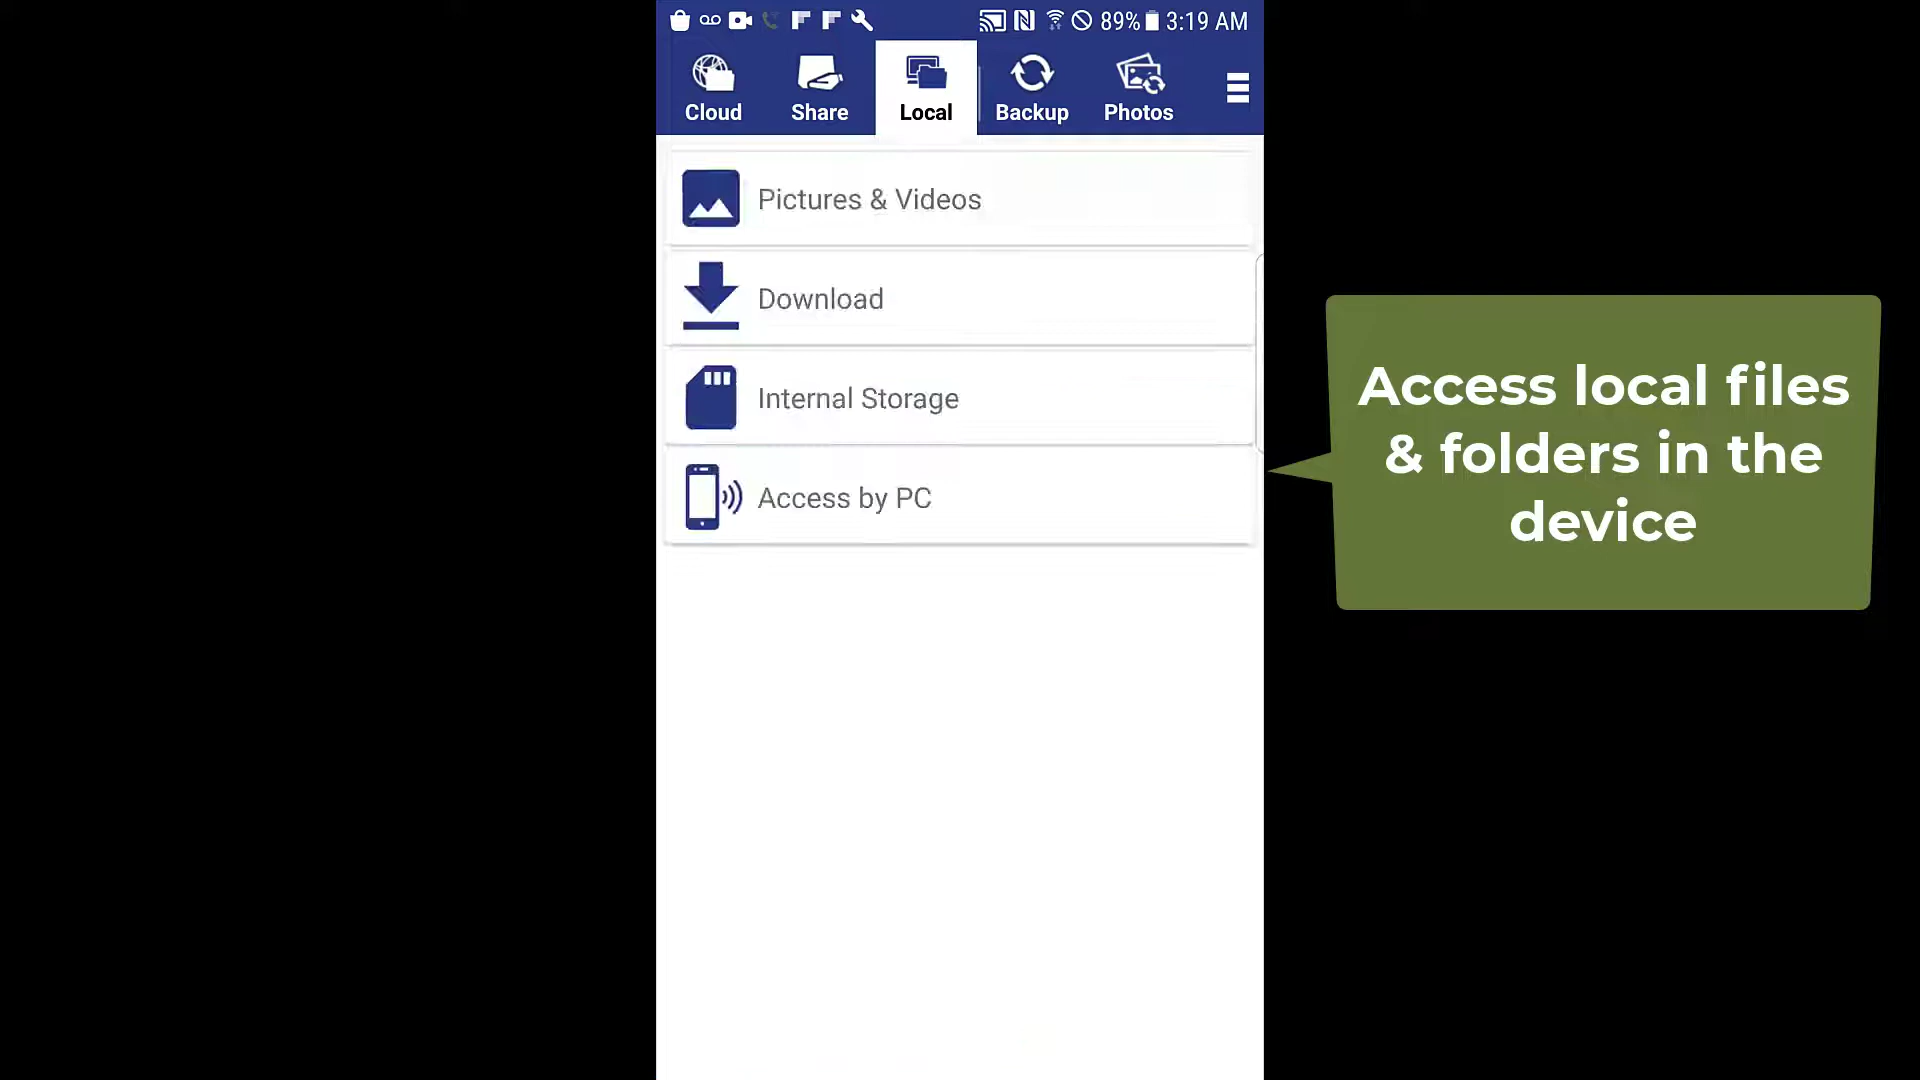 89% 3:19 AM
Cloud Share Local Backup Photos
Pictures & Videos
Download
Internal Storage
Access by PC
Access local files
& folders in the
device